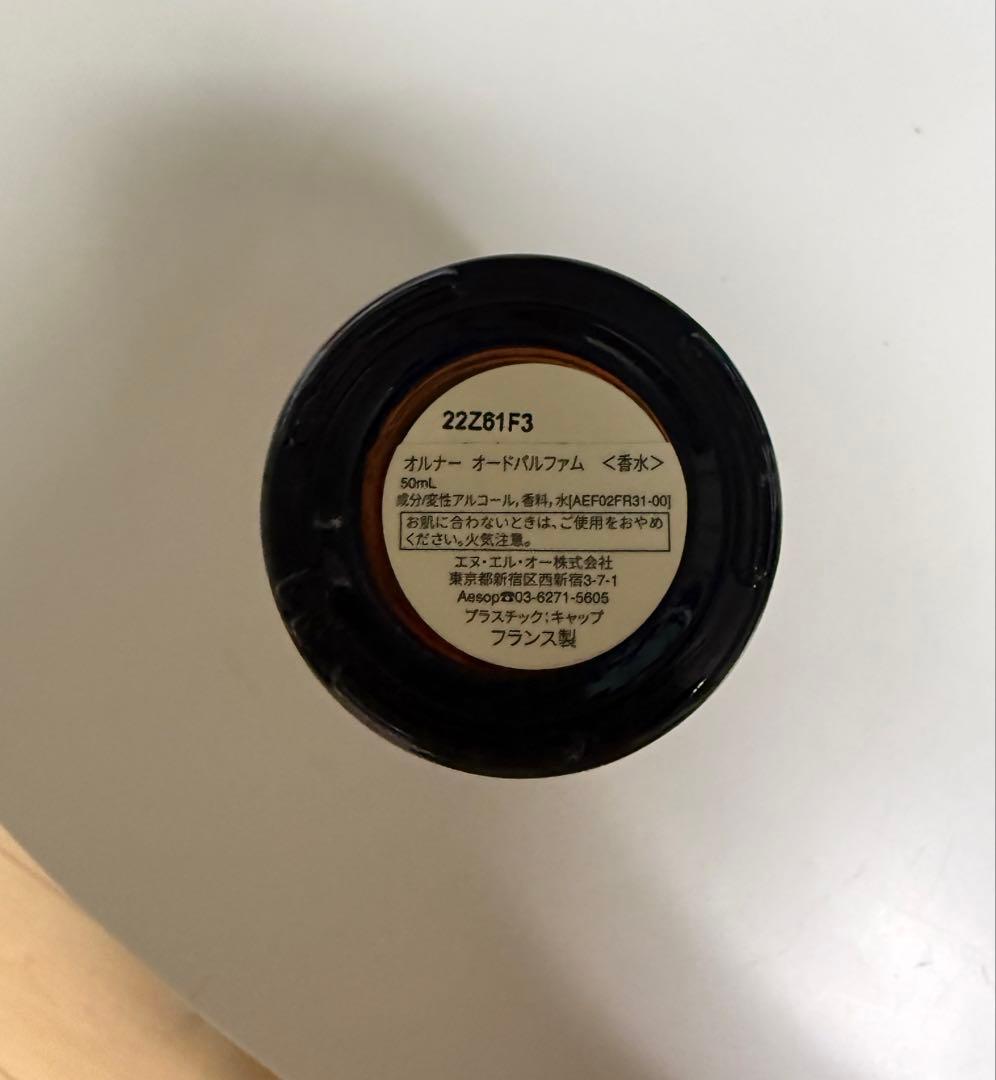 22Z61F3
オルナー オードパルファム <香水>
50mL
成分/変性アルコール,香料,水[AEF02FR31-00]
お肌に合わないときは、ご使用をおやめ
ください。火気注意。
エヌ・エル・オー株式会社
東京都新宿区西新宿3-7-1
Aesop☎03-6271-5605
プラスチック:キャップ
フランス製